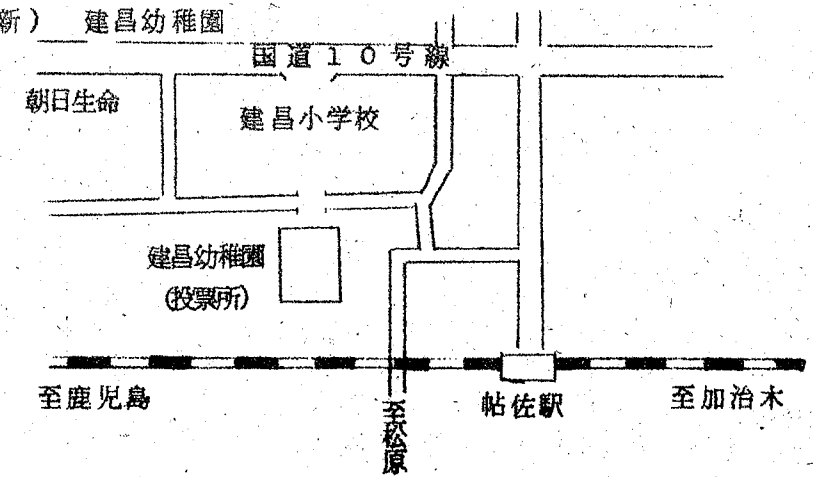 新) 建昌幼稚園
国道10号線
朝日生命
建昌小学校
建昌幼稚園
(投票所)
至鹿児島
至松原
帖佐駅
至加治木